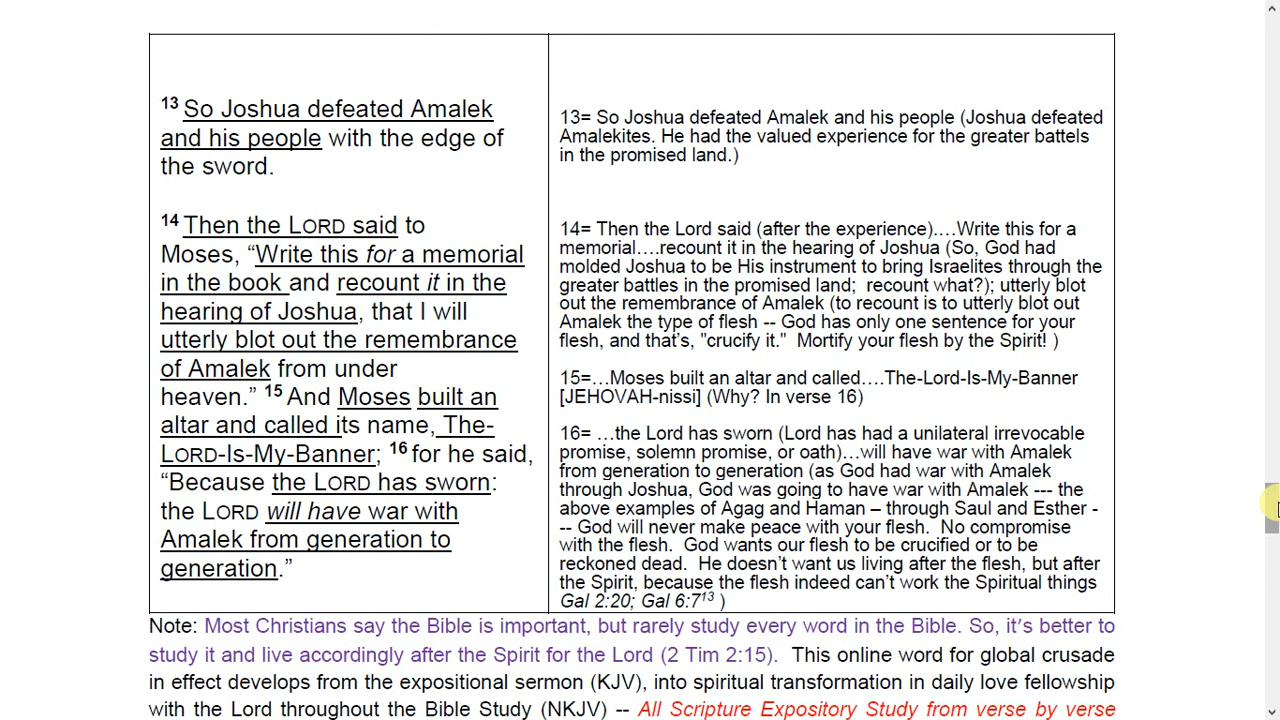 13 So Joshua defeated Amalek
and his people with the edge of
the sword.
14 Then the LORD said to
Moses, “Write this for a memorial
in the book and recount it in the
hearing of Joshua, that I will
utterly blot out the remembrance
of Amalek from under
heaven.” 15 And Moses built an
altar and called its name, The-
LORD-Is-My-Banner; 16 for he said,
“Because the LORD has sworn:
the LORD will have war with
Amalek from generation to
generation.”
13= So Joshua defeated Amalek and his people (Joshua defeated
Amalekites. He had the valued experience for the greater battels
in the promised land.)
14= Then the Lord said (after the experience)….Write this for a
memorial….recount it in the hearing of Joshua (So, God had
molded Joshua to be His instrument to bring Israelites through the
greater battles in the promised land; recount what?); utterly blot
out the remembrance of Amalek (to recount is to utterly blot out
Amalek the type of flesh -- God has only one sentence for your
flesh, and that’s, "crucify it." Mortify your flesh by the Spirit! )
15=…Moses built an altar and called….The-Lord-Is-My-Banner
[JEHOVAH-nissi] (Why? In verse 16)
16= …the Lord has sworn (Lord has had a unilateral irrevocable
promise, solemn promise, or oath)…will have war with Amalek
from generation to generation (as God had war with Amalek
through Joshua, God was going to have war with Amalek --- the
above examples of Agag and Haman – through Saul and Esther -
-- God will never make peace with your flesh. No compromise
with the flesh. God wants our flesh to be crucified or to be
reckoned dead. He doesn’t want us living after the flesh, but after
the Spirit, because the flesh indeed can’t work the Spiritual things
Gal 2:20; Gal 6:713 )
Note: Most Christians say the Bible is important, but rarely study every word in the Bible. So, it’s better to
study it and live accordingly after the Spirit for the Lord (2 Tim 2:15). This online word for global crusade
in effect develops from the expositional sermon (KJV), into spiritual transformation in daily love fellowship
with the Lord throughout the Bible Study (NKJV) -- All Scripture Expository Study from verse by verse